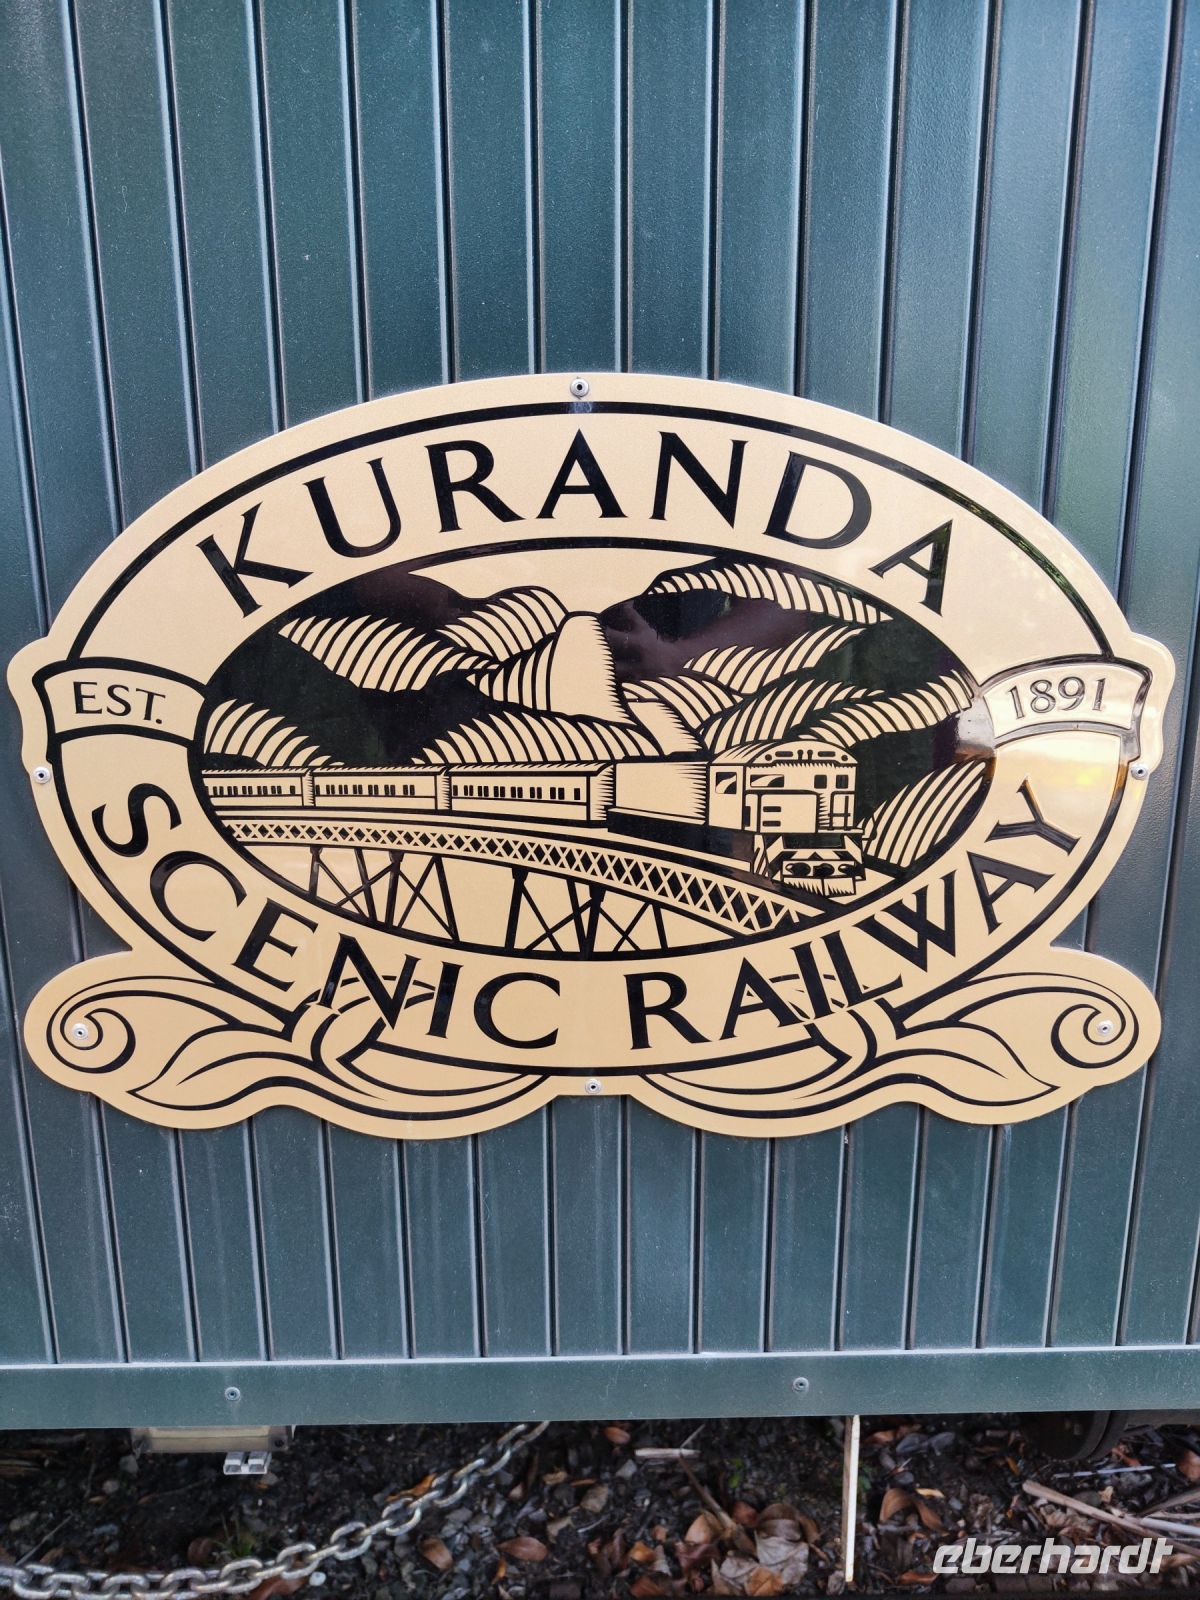 KURANDA
EST. 1891
SCENIC RAILWAY
eberhardt